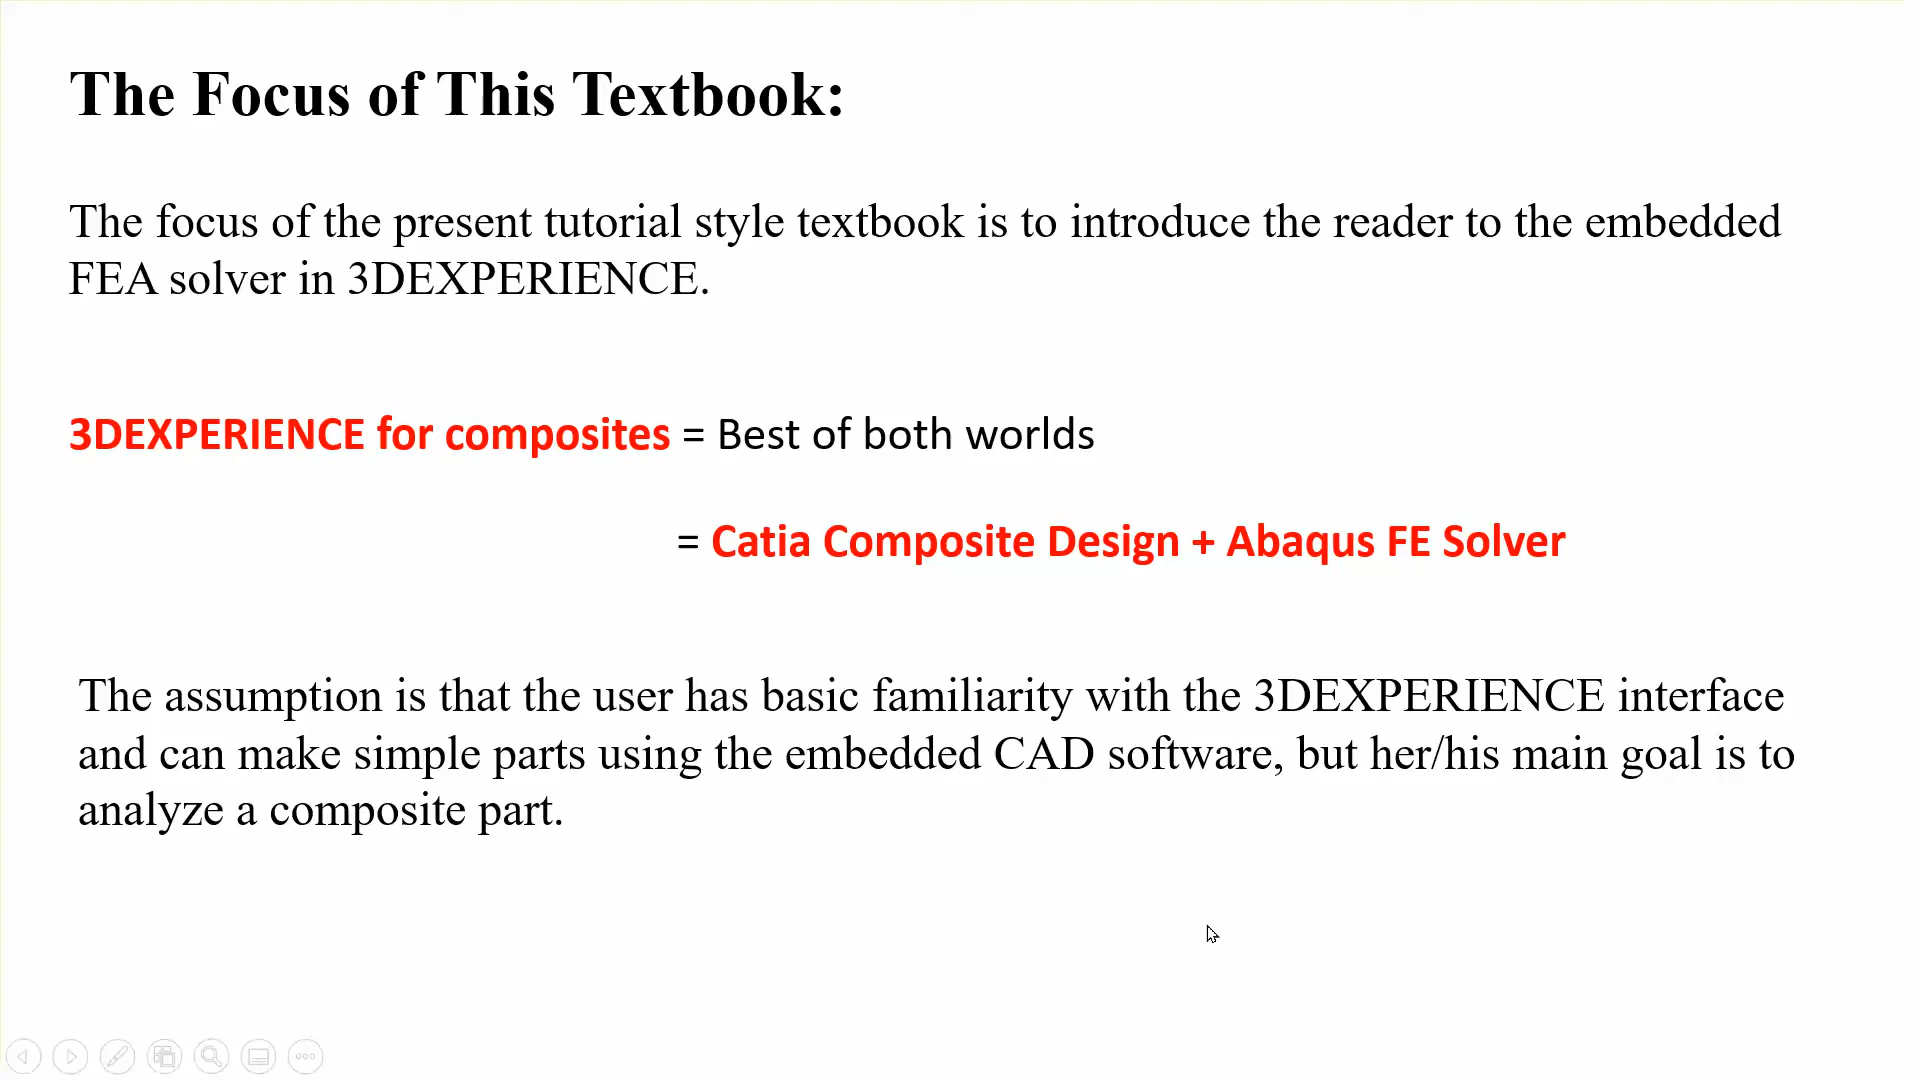 The Focus of This Textbook:
The focus of the present tutorial style textbook is to introduce the reader to the embedded
FEA solver in 3DEXPERIENCE.
3DEXPERIENCE for composites = Best of both worlds
= Catia Composite Design + Abaqus FE Solver
The assumption is that the user has basic familiarity with the 3DEXPERIENCE interface
and can make simple parts using the embedded CAD software, but her/his main goal is to
analyze a composite part.